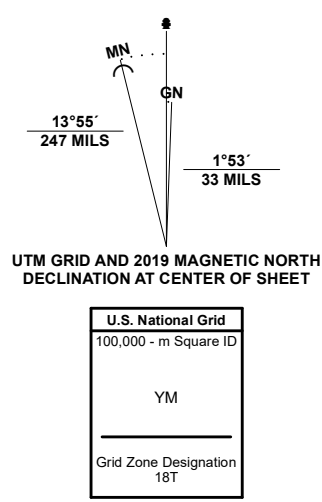 MN
GN
13°55´
247 MILS
1°53´
33 MILS
UTM GRID AND 2019 MAGNETIC NORTH
DECLINATION AT CENTER OF SHEET
U.S. National Grid
100,000 - m Square ID
YM
Grid Zone Designation
18T